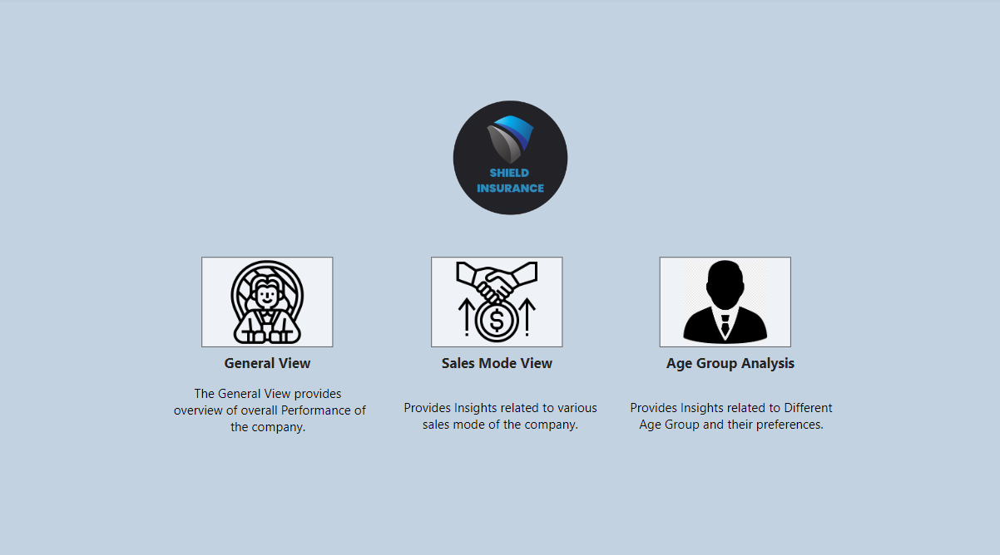 SHIELD
INSURANCE
General View
Sales Mode View
Age Group Analysis
The General View provides
overview of overall Performance of
the company.
Provides Insights related to various
sales mode of the company.
Provides Insights related to Different
Age Group and their preferences.